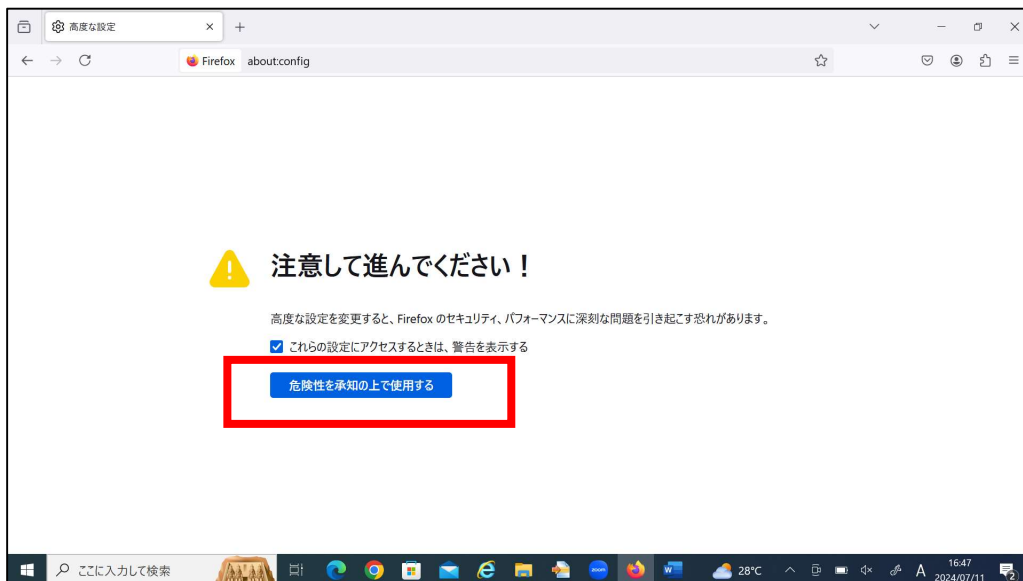 高度な設定
Firefox about:config
注意して進んでください！
高度な設定を変更すると、Firefox のセキュリティ、パフォーマンスに深刻な問題を引き起こす恐れがあります。
これらの設定にアクセスするときは、警告を表示する
危険性を承知の上で使用する
ここに入力して検索
zoom
W
28°C
A
16:47
2024/07/11
2